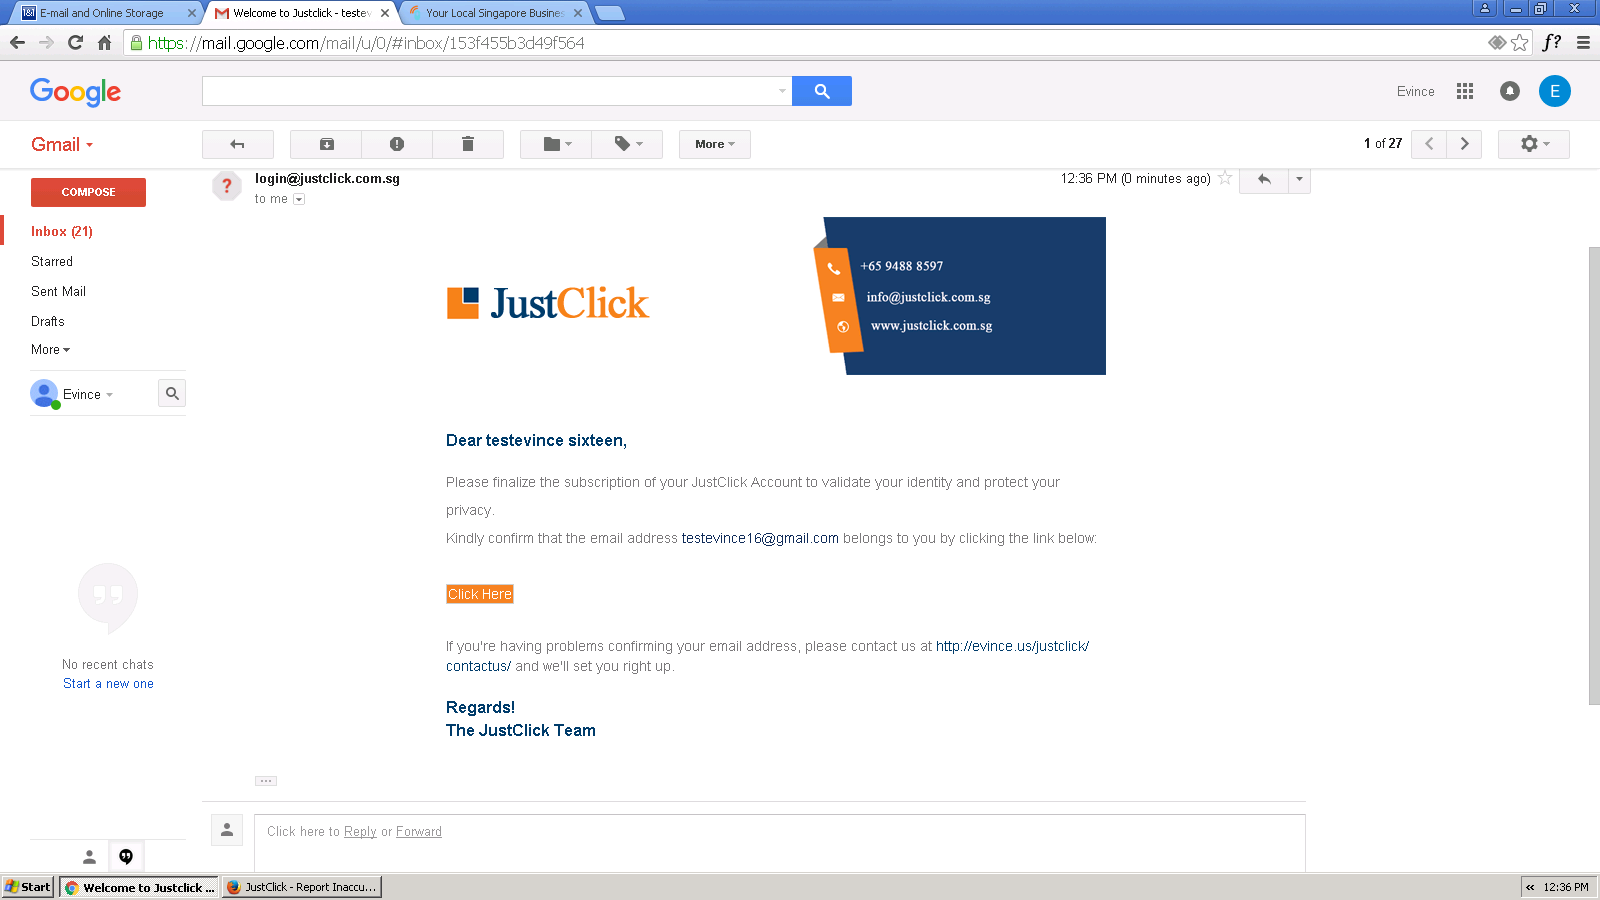 E-mail and Online Storage
Welcome to Justclick - testev
Your Local Singapore Busines
https://mail.google.com/mail/u/0/#inbox/153f455b3d49f564
f?
Google
Evince
E
Gmail
More
1 of 27
COMPOSE
Inbox (21)
Starred
Sent Mail
Drafts
More
Evince
No recent chats
Start a new one
?
login@justclick.com.sg
to me
12:36 PM (0 minutes ago)
JustClick
+65 9488 8597
info@justclick.com.sg
www.justclick.com.sg
Dear testevince sixteen,
Please finalize the subscription of your JustClick Account to validate your identity and protect your
privacy.
Kindly confirm that the email address testevince16@gmail.com belongs to you by clicking the link below:
Click Here
If you're having problems confirming your email address, please contact us at http://evince.us/justclick/
contactus/ and we'll set you right up.
Regards!
The JustClick Team
Click here to Reply or Forward
Start
Welcome to Justclick ...
JustClick - Report Inaccu...
12:36 PM